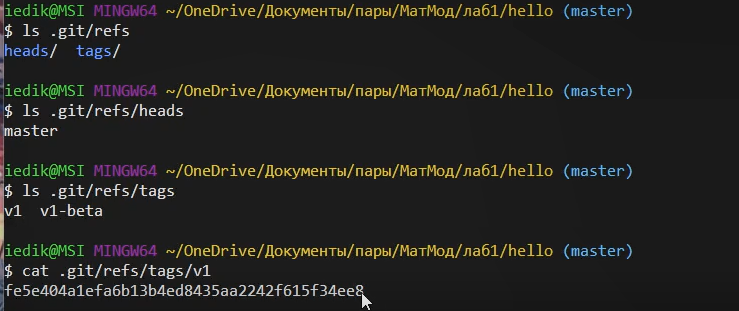 iedik@MSI MINGW64 ~/OneDrive/Документы/пары/МатМод/ла61/hello (master)
$ ls .git/refs
heads/  tags/
iedik@MSI MINGW64 ~/OneDrive/Документы/пары/МатМод/ла61/hello (master)
$ ls .git/refs/heads
master
iedik@MSI MINGW64 ~/OneDrive/Документы/пары/МатМод/ла61/hello (master)
$ ls .git/refs/tags
v1  v1-beta
iedik@MSI MINGW64 ~/OneDrive/Документы/пары/МатМод/ла61/hello (master)
$ cat .git/refs/tags/v1
fe5e404a1efa6b13b4ed8435aa2242f615f34ee8